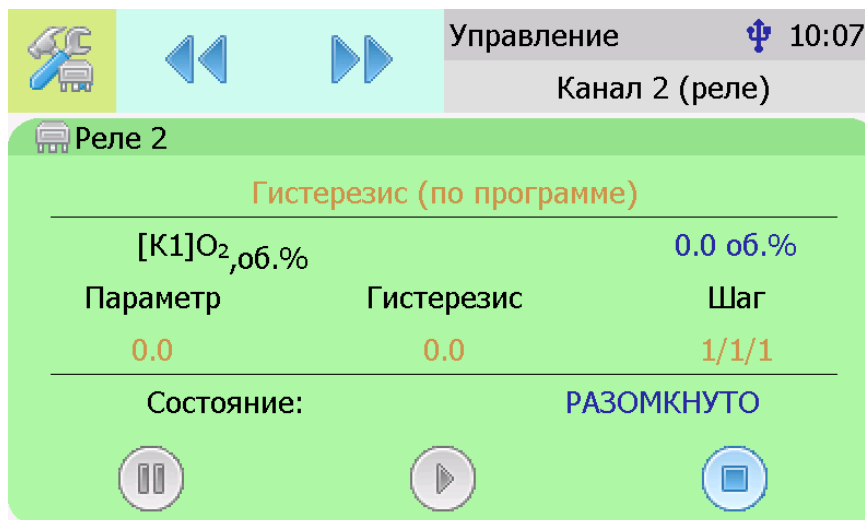 Управление 10:07
Канал 2 (реле)
Реле 2
Гистерезис (по программе)
[К1]O₂,об.% 0.0 об.%
Параметр Гистерезис Шаг
0.0 0.0 1/1/1
Состояние: РАЗОМКНУТО